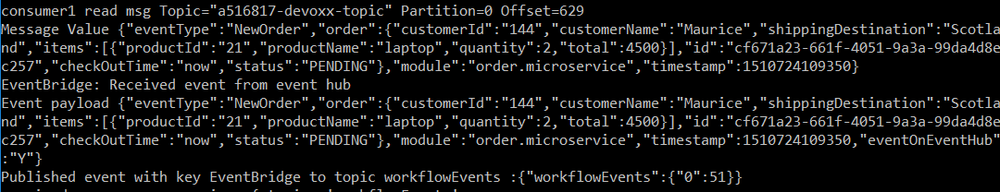 consumer1 read msg Topic="a516817-devoxx-topic" Partition=0 Offset=629
Message Value {"eventType":"NewOrder","order":{"customerId":"144","customerName":"Maurice","shippingDestination":"Scotla
nd","items":[{"productId":"21","productName":"laptop","quantity":2,"total":4500}],"id":"cf671a23-661f-4051-9a3a-99da4d8e
c257","checkOutTime":"now","status":"PENDING"},"module":"order.microservice","timestamp":1510724109350}
EventBridge: Received event from event hub
Event payload {"eventType":"NewOrder","order":{"customerId":"144","customerName":"Maurice","shippingDestination":"Scotla
nd","items":[{"productId":"21","productName":"laptop","quantity":2,"total":4500}],"id":"cf671a23-661f-4051-9a3a-99da4d8e
c257","checkOutTime":"now","status":"PENDING"},"module":"order.microservice","timestamp":1510724109350,"eventOnEventHub"
:"Y"}
Published event with key EventBridge to topic workflowEvents :{"workflowEvents":{"0":51}}